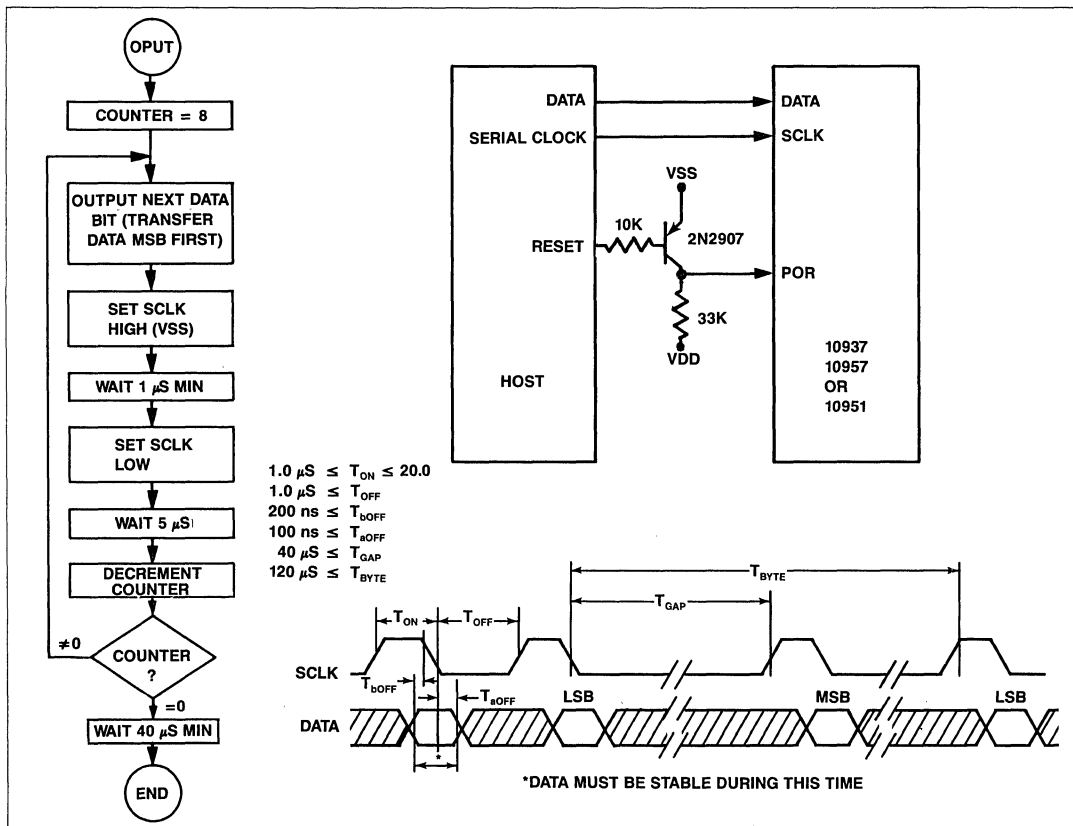 OPUT
COUNTER = 8
OUTPUT NEXT DATA
BIT (TRANSFER
DATA MSB FIRST)
SET SCLK
HIGH (VSS)
WAIT 1 µS MIN
SET SCLK
LOW
WAIT 5 µS
DECREMENT
COUNTER
≠0
COUNTER
?
=0
WAIT 40 µS MIN
END
DATA
DATA
SERIAL CLOCK
SCLK
VSS
10K
2N2907
RESET
POR
33K
VDD
HOST
10937
10957
OR
10951
1.0 µS ≤ TON ≤ 20.0
1.0 µS ≤ TOFF
200 ns ≤ TbOFF
100 ns ≤ TaOFF
40 µS ≤ TGAP
120 µS ≤ TBYTE
TBYTE
TGAP
TON
TOFF
SCLK
TbOFF
TaOFF
LSB
MSB
LSB
DATA
*
*DATA MUST BE STABLE DURING THIS TIME